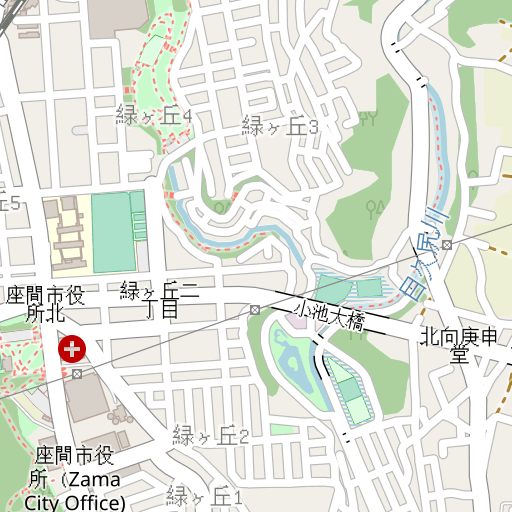 緑ヶ丘4
緑ヶ丘3
丘5
目久尻川
座間市役
所北
緑ヶ丘二
丁目
小池大橋
北向庚申
堂
緑ヶ丘2
座間市役
所（Zama
City Office)
緑ヶ丘1